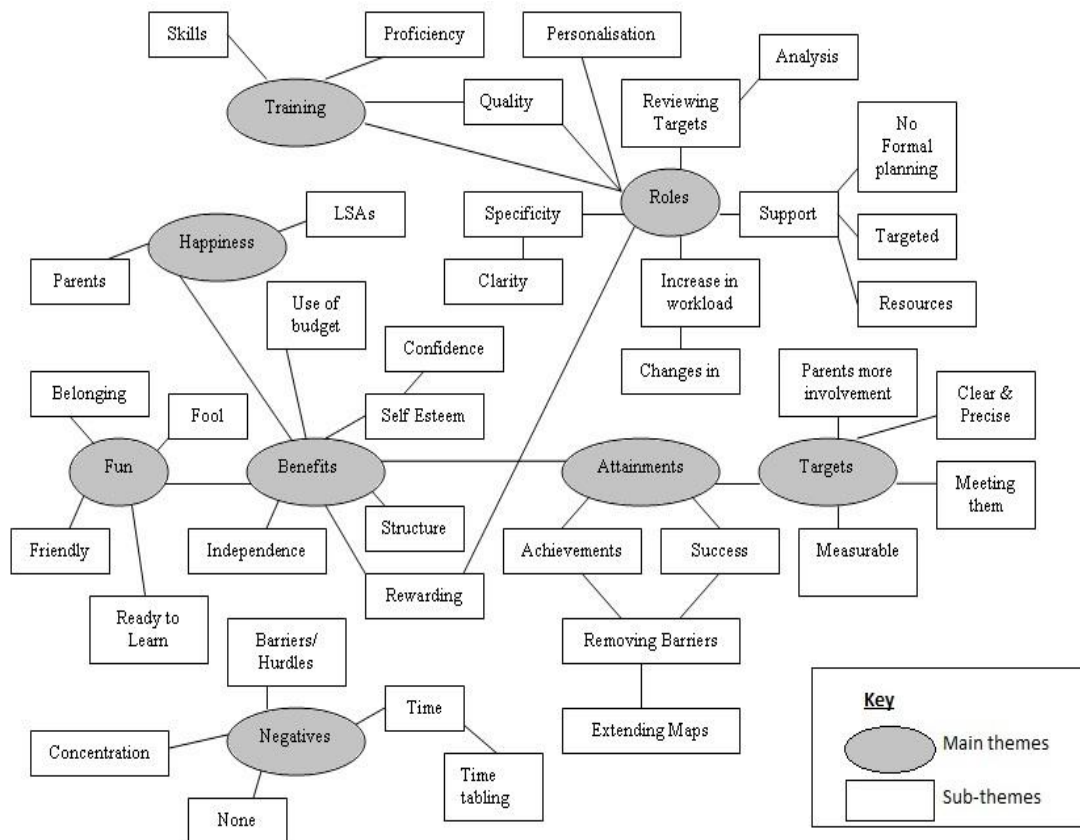 Skills
Proficiency
Personalisation
Analysis
Training
Quality
Reviewing
Targets
No
Formal
planning
Roles
LSAs
Specificity
Support
Happiness
Targeted
Parents
Clarity
Increase in
workload
Resources
Use of
budget
Confidence
Changes in
Parents more
involvement
Clear &
Precise
Belonging
Fool
Self Esteem
Fun
Benefits
Attainments
Targets
Meeting
them
Structure
Friendly
Independence
Achievements
Success
Measurable
Rewarding
Ready to
Learn
Barriers/
Hurdles
Removing Barriers
Time
Negatives
Extending Maps
Concentration
Time
tabling
None
Key
Main themes
Sub-themes